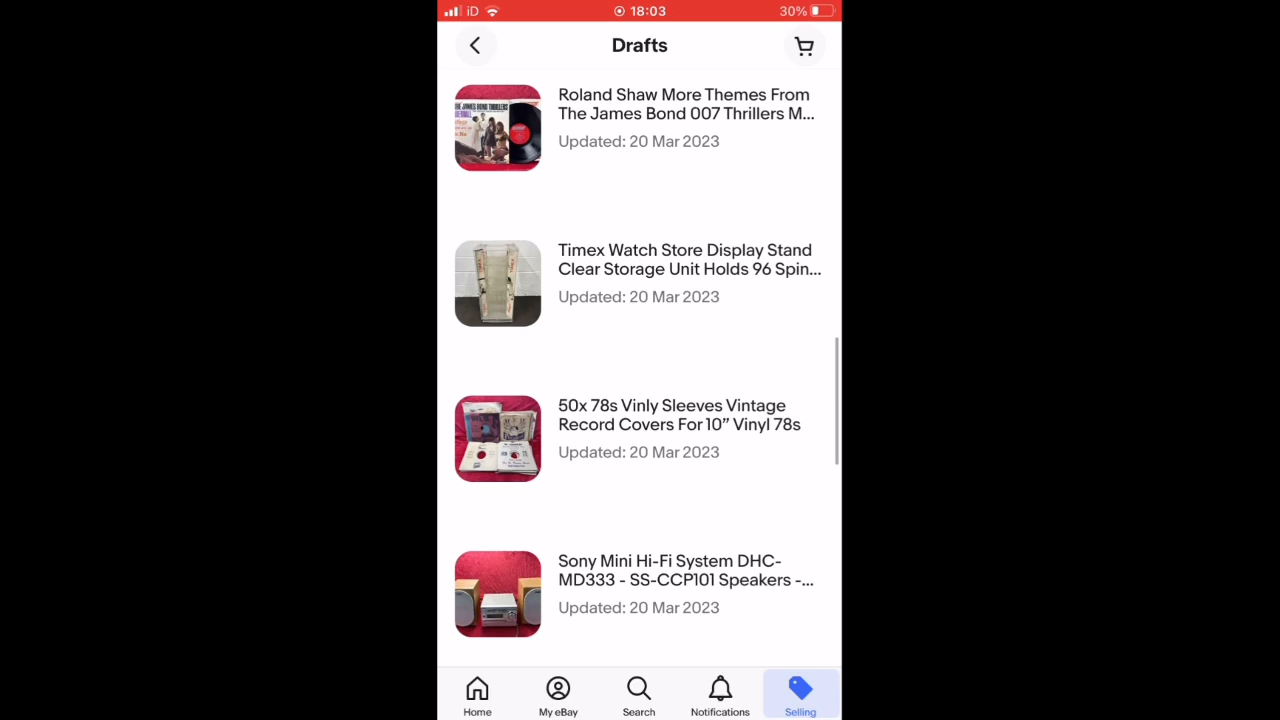 iD 18:03 30%
Drafts
Roland Shaw More Themes From
The James Bond 007 Thrillers M...
Updated: 20 Mar 2023
Timex Watch Store Display Stand
Clear Storage Unit Holds 96 Spin...
Updated: 20 Mar 2023
50x 78s Vinly Sleeves Vintage
Record Covers For 10” Vinyl 78s
Updated: 20 Mar 2023
Sony Mini Hi-Fi System DHC-
MD333 - SS-CCP101 Speakers -...
Updated: 20 Mar 2023
Home My eBay Search Notifications Selling